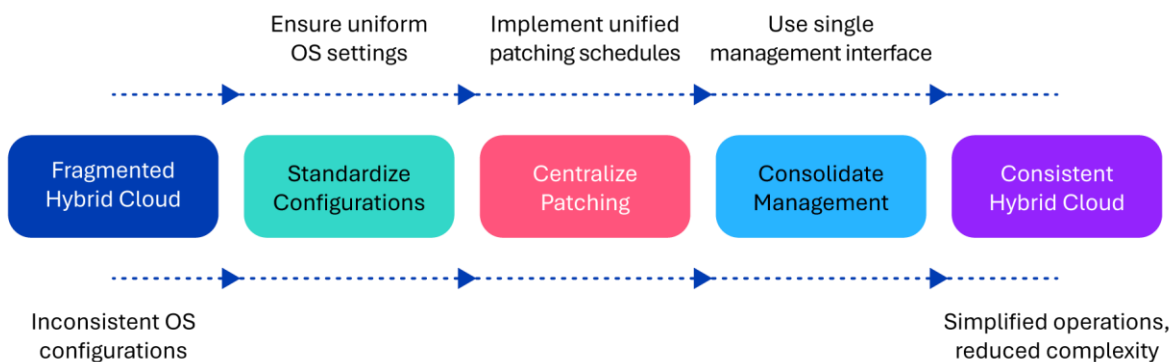 Ensure uniform
OS settings
Implement unified
patching schedules
Use single
management interface
Fragmented
Hybrid Cloud
Standardize
Configurations
Centralize
Patching
Consolidate
Management
Consistent
Hybrid Cloud
Inconsistent OS
configurations
Simplified operations,
reduced complexity